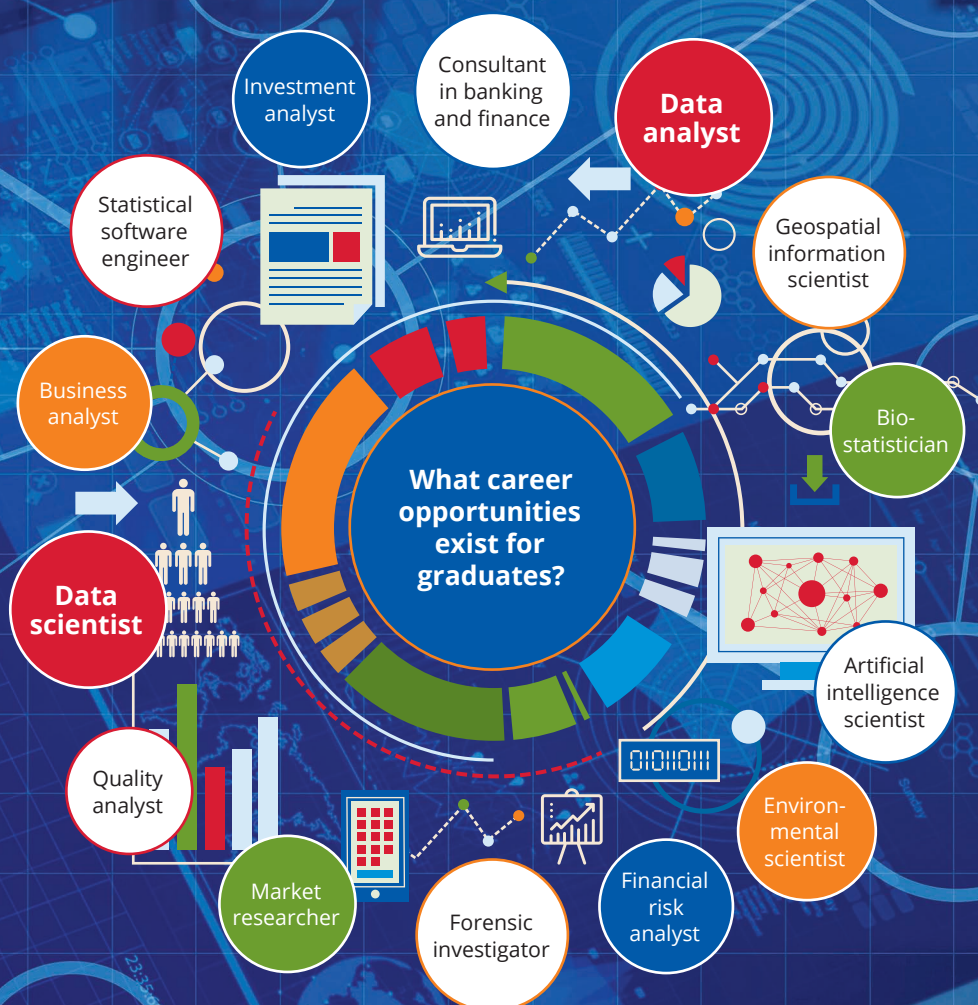 Investment
analyst
Consultant
in banking
and finance
Data
analyst
Statistical
software
engineer
Geospatial
information
scientist
Business
analyst
Bio-
statistician
What career
opportunities
exist for
graduates?
Data
scientist
Artificial
intelligence
scientist
01011011
Quality
analyst
Environ-
mental
scientist
Market
researcher
Forensic
investigator
Financial
risk
analyst
Sunday